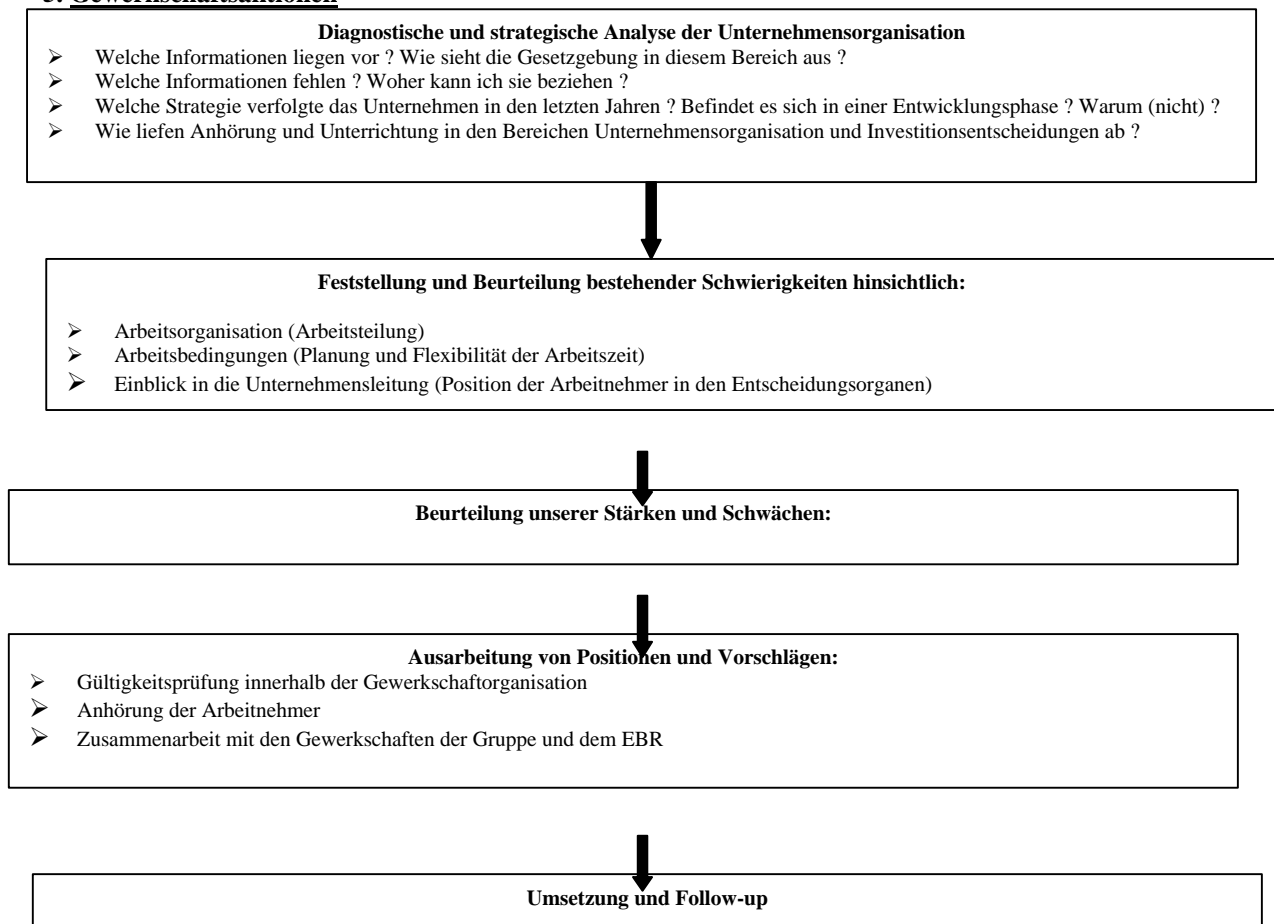 Diagnostische und strategische Analyse der Unternehmensorganisation
➢ Welche Informationen liegen vor ? Wie sieht die Gesetzgebung in diesem Bereich aus ?
➢ Welche Informationen fehlen ? Woher kann ich sie beziehen ?
➢ Welche Strategie verfolgte das Unternehmen in den letzten Jahren ? Befindet es sich in einer Entwicklungsphase ? Warum (nicht) ?
➢ Wie liefen Anhörung und Unterrichtung in den Bereichen Unternehmensorganisation und Investitionsentscheidungen ab ?
Feststellung und Beurteilung bestehender Schwierigkeiten hinsichtlich:
➢ Arbeitsorganisation (Arbeitsteilung)
➢ Arbeitsbedingungen (Planung und Flexibilität der Arbeitszeit)
➢ Einblick in die Unternehmensleitung (Position der Arbeitnehmer in den Entscheidungsorganen)
Beurteilung unserer Stärken und Schwächen:
Ausarbeitung von Positionen und Vorschlägen:
➢ Gültigkeitsprüfung innerhalb der Gewerkschaftorganisation
➢ Anhörung der Arbeitnehmer
➢ Zusammenarbeit mit den Gewerkschaften der Gruppe und dem EBR
Umsetzung und Follow-up